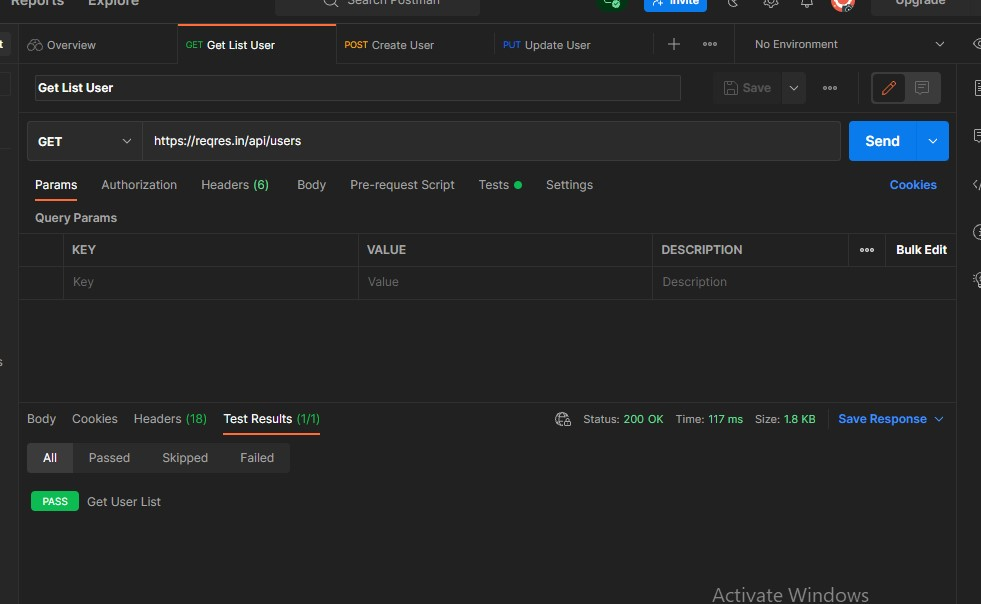 Reports Explore Search Postman Invite Upgrade
Overview GET Get List User POST Create User PUT Update User No Environment
Get List User Save
GET https://reqres.in/api/users Send
Params Authorization Headers (6) Body Pre-request Script Tests Settings Cookies
Query Params
KEY VALUE DESCRIPTION Bulk Edit
Key Value Description
Body Cookies Headers (18) Test Results (1/1) Status: 200 OK Time: 117 ms Size: 1.8 KB Save Response
All Passed Skipped Failed
PASS Get User List
Activate Windows